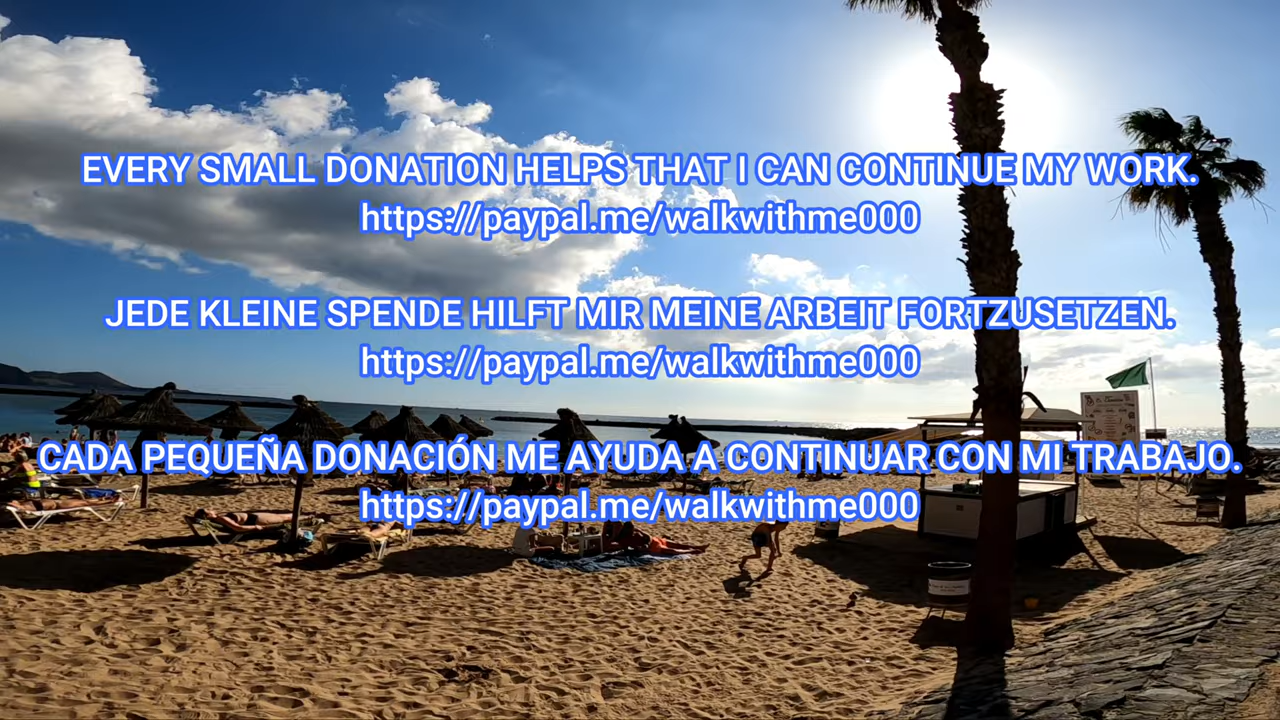 EVERY SMALL DONATION HELPS THAT I CAN CONTINUE MY WORK.
https://paypal.me/walkwithme000
JEDE KLEINE SPENDE HILFT MIR MEINE ARBEIT FORTZUSETZEN.
https://paypal.me/walkwithme000
CADA PEQUEÑA DONACIÓN ME AYUDA A CONTINUAR CON MI TRABAJO.
https://paypal.me/walkwithme000